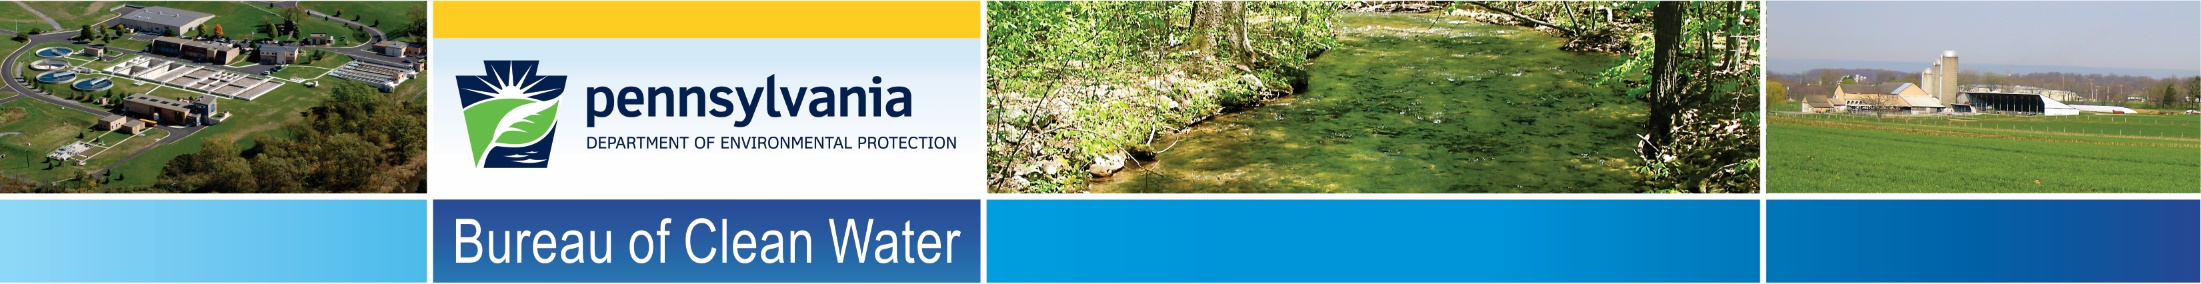 pennsylvania
DEPARTMENT OF ENVIRONMENTAL PROTECTION
Bureau of Clean Water